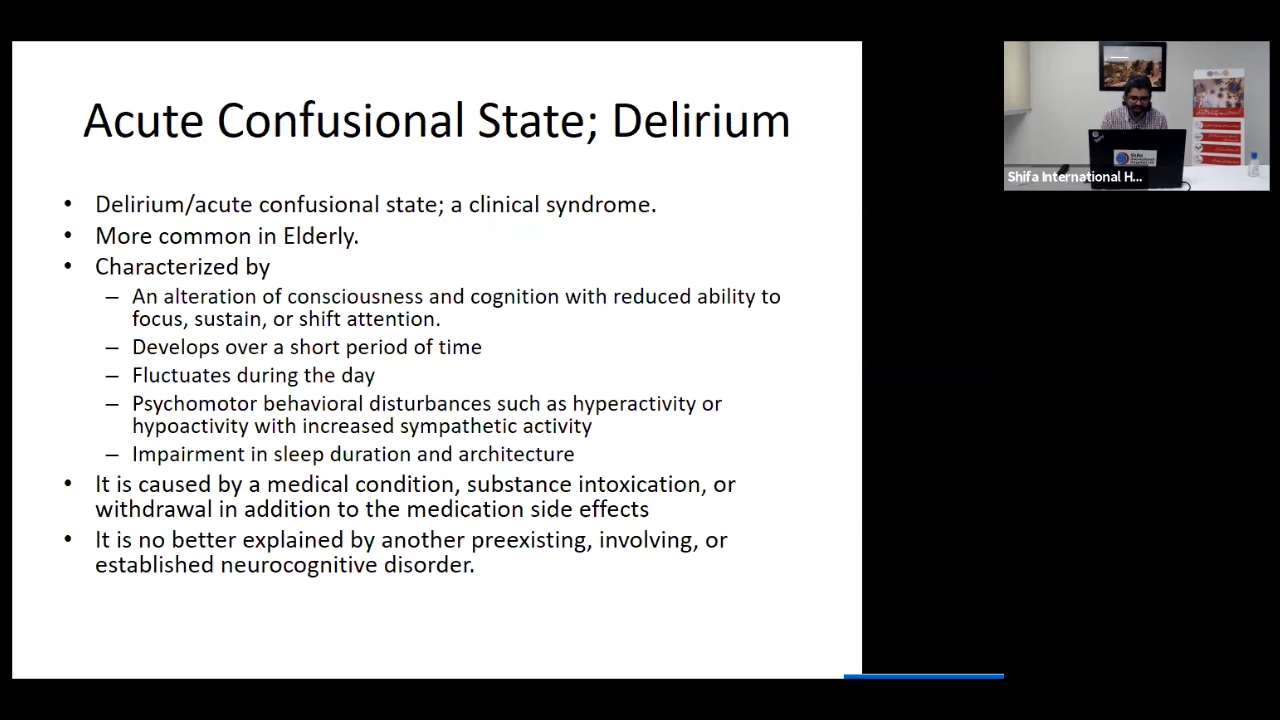 Acute Confusional State; Delirium
• Delirium/acute confusional state; a clinical syndrome.
• More common in Elderly.
• Characterized by
– An alteration of consciousness and cognition with reduced ability to
focus, sustain, or shift attention.
– Develops over a short period of time
– Fluctuates during the day
– Psychomotor behavioral disturbances such as hyperactivity or
hypoactivity with increased sympathetic activity
– Impairment in sleep duration and architecture
• It is caused by a medical condition, substance intoxication, or
withdrawal in addition to the medication side effects
• It is no better explained by another preexisting, involving, or
established neurocognitive disorder.
Shifa
International
Shifa International H...